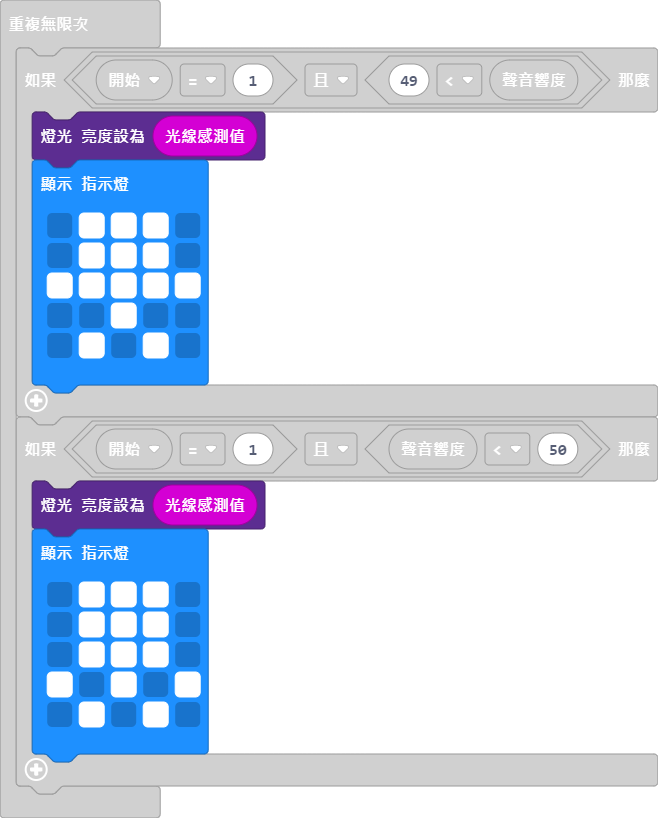 重複無限次
如果 開始 = 1 且 49 < 聲音響度 那麼
燈光 亮度設為 光線感測值
顯示 指示燈
如果 開始 = 1 且 聲音響度 < 50 那麼
燈光 亮度設為 光線感測值
顯示 指示燈